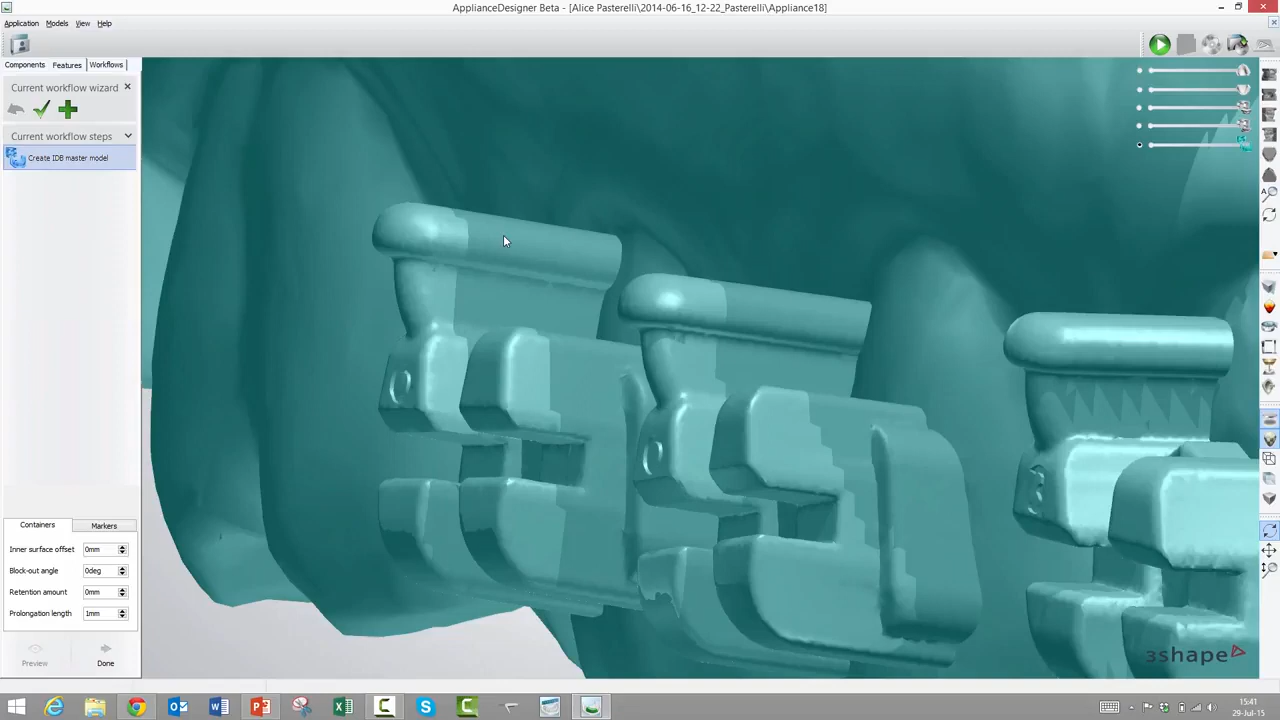 ApplianceDesigner Beta - [Alice Pasterelli\2014-06-16_12-22_Pasterelli\Appliance18]
Application Models View Help
Components Features Workflows
Current workflow wizard
Current workflow steps
Create IDB master model
Containers Markers
Inner surface offset 0mm
Block-out angle 0deg
Retention amount 0mm
Prolongation length 1mm
Preview Done
3shape
15:41
29-Jul-15